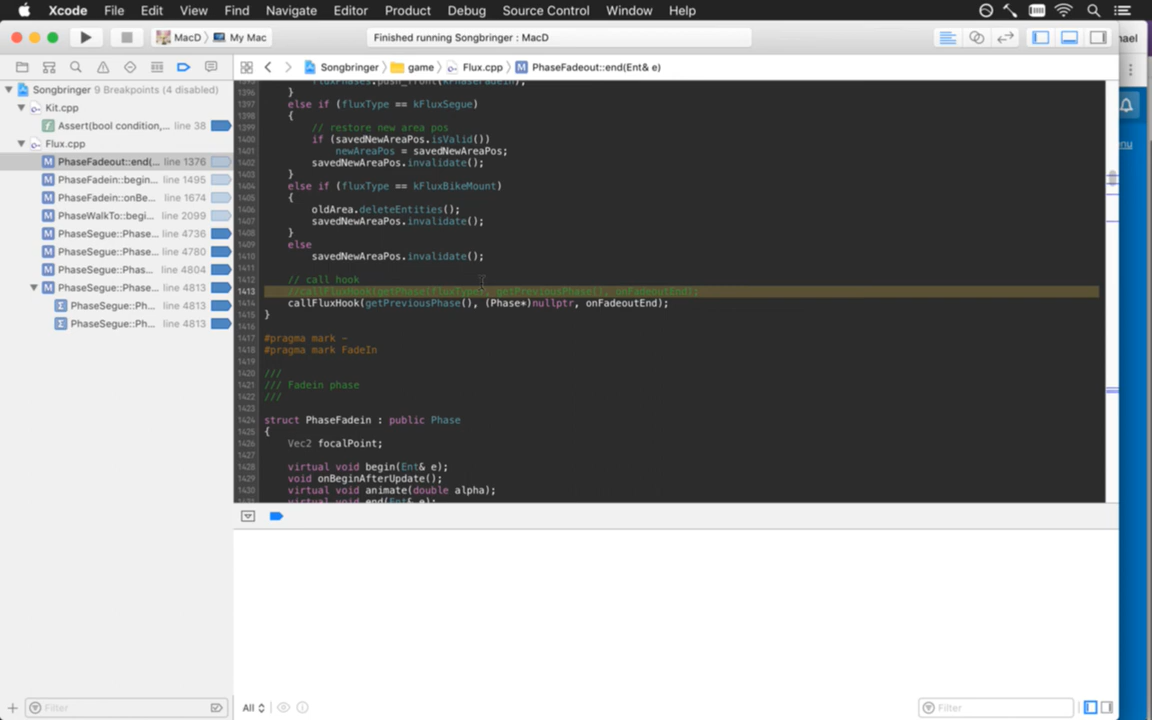 Xcode File Edit View Find Navigate Editor Product Debug Source Control Window Help
MacD My Mac Finished running Songbringer : MacD
Songbringer game Flux.cpp PhaseFadeout::end(Ent& e)
Songbringer 9 Breakpoints (4 disabled)
Kit.cpp
Assert(bool condition,... line 38
Flux.cpp
PhaseFadeout::end(... line 1376
PhaseFadein::begin... line 1495
PhaseFadein::onBe... line 1674
PhaseWalkTo::begi... line 2099
PhaseSegue::Phase... line 4736
PhaseSegue::Phase... line 4780
PhaseSegue::Phas... line 4804
PhaseSegue::Phase... line 4813
PhaseSegue::Ph... line 4813
PhaseSegue::Ph... line 4813
1396 }
1397 else if (fluxType == kFluxSegue)
1398 {
1399 // restore new area pos
1400 if (savedNewAreaPos.isValid())
1401 newAreaPos = savedNewAreaPos;
1402 savedNewAreaPos.invalidate();
1403 }
1404 else if (fluxType == kFluxBikeMount)
1405 {
1406 oldArea.deleteEntities();
1407 savedNewAreaPos.invalidate();
1408 }
1409 else
1410 savedNewAreaPos.invalidate();
1411
1412 // call hook
1413 //callFluxHook(getPhase(fluxType), getPreviousPhase(), onFadeoutEnd);
1414 callFluxHook(getPreviousPhase(), (Phase*)nullptr, onFadeoutEnd);
1415 }
1416
1417 #pragma mark -
1418 #pragma mark FadeIn
1419
1420 ///
1421 /// Fadein phase
1422 ///
1423
1424 struct PhaseFadein : public Phase
1425 {
1426 Vec2 focalPoint;
1427
1428 virtual void begin(Ent& e);
1429 void onBeginAfterUpdate();
1430 virtual void animate(double alpha);
virtual void end(Ent& e);
Filter
All
Filter